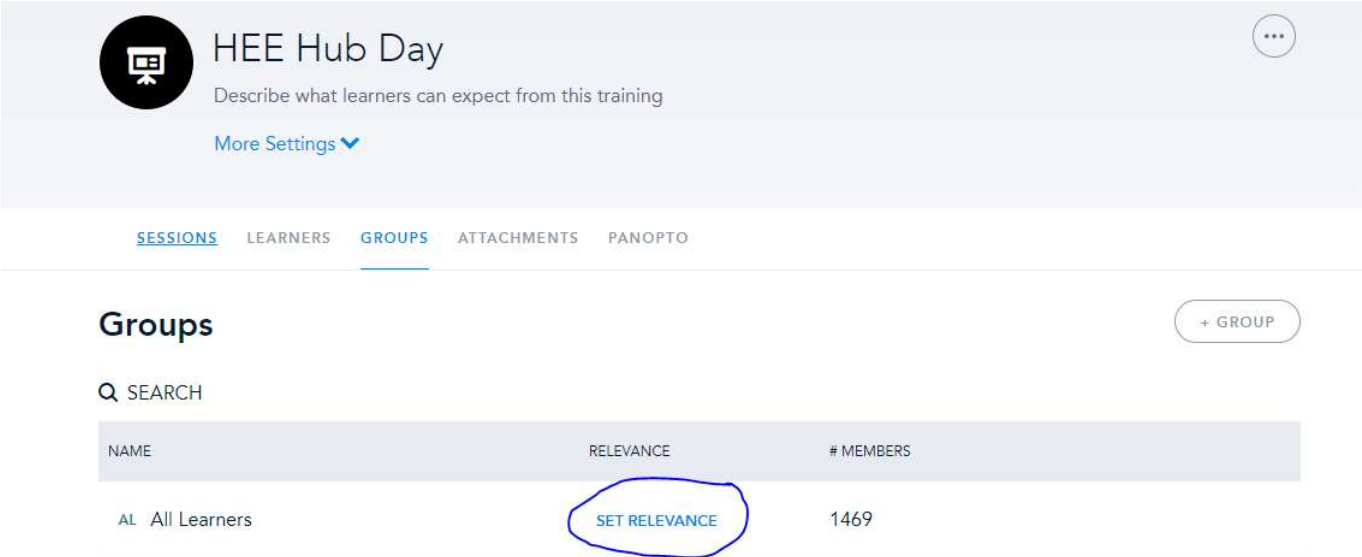 HEE Hub Day
Describe what learners can expect from this training
More Settings
SESSIONS LEARNERS GROUPS ATTACHMENTS PANOPTO
Groups
+ GROUP
SEARCH
NAME RELEVANCE # MEMBERS
AL All Learners SET RELEVANCE 1469